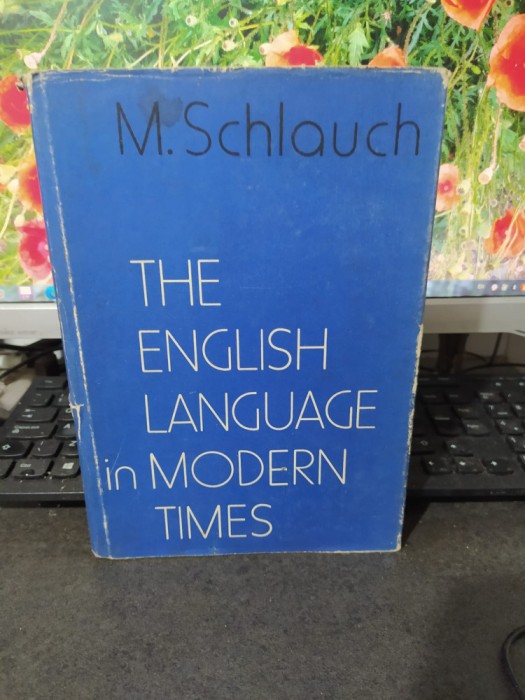 M. Schlauch
THE
ENGLISH
LANGUAGE
in MODERN
TIMES